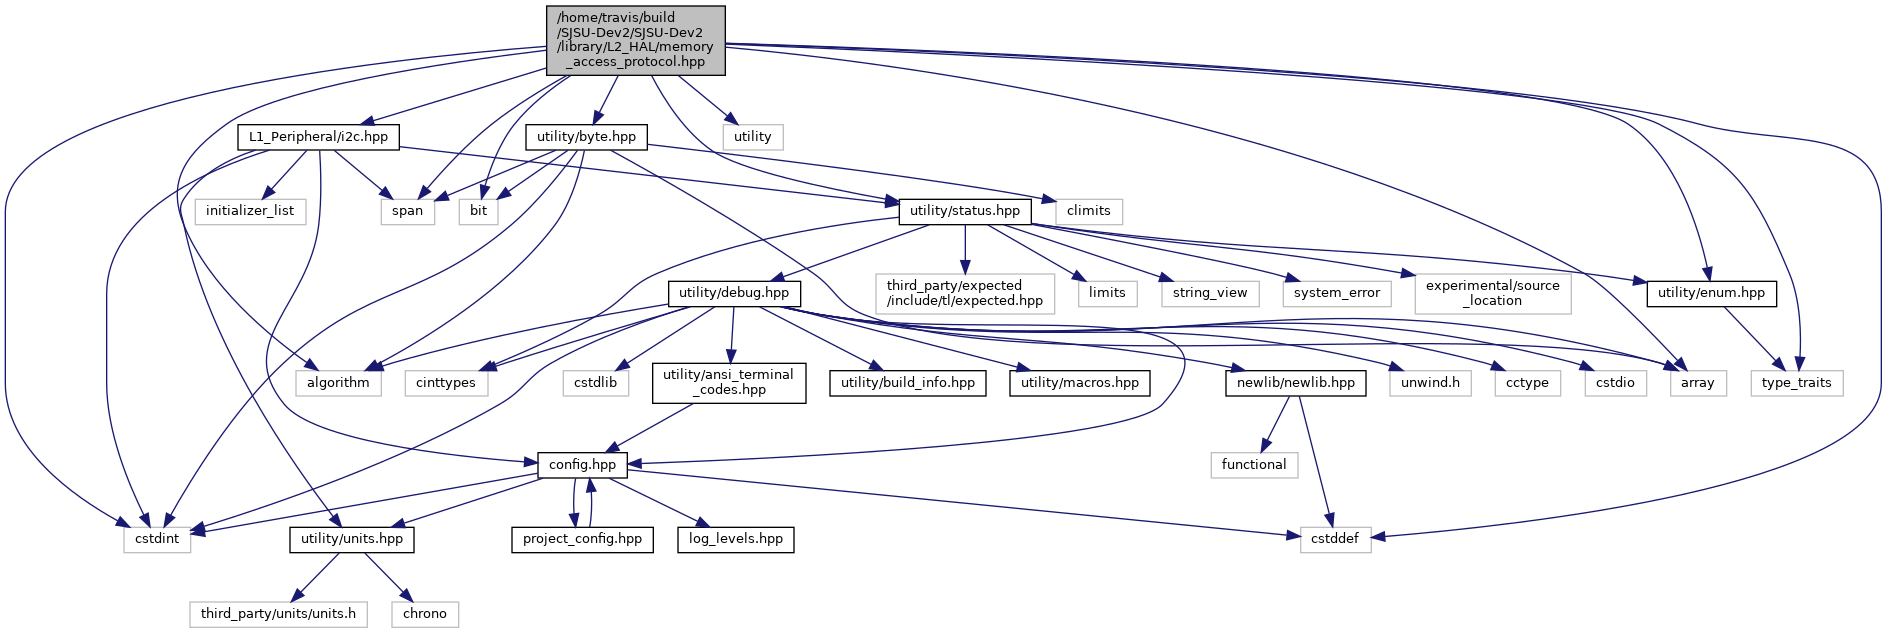 /home/travis/build
/SJSU-Dev2/SJSU-Dev2
/library/L2_HAL/memory
_access_protocol.hpp
L1_Peripheral/i2c.hpp
utility/byte.hpp
utility
initializer_list
span
bit
utility/status.hpp
climits
utility/debug.hpp
third_party/expected
/include/tl/expected.hpp
limits
string_view
system_error
experimental/source
_location
utility/enum.hpp
algorithm
cinttypes
cstdlib
utility/ansi_terminal
_codes.hpp
utility/build_info.hpp
utility/macros.hpp
newlib/newlib.hpp
unwind.h
cctype
cstdio
array
type_traits
config.hpp
functional
cstdint
utility/units.hpp
project_config.hpp
log_levels.hpp
cstddef
third_party/units/units.h
chrono